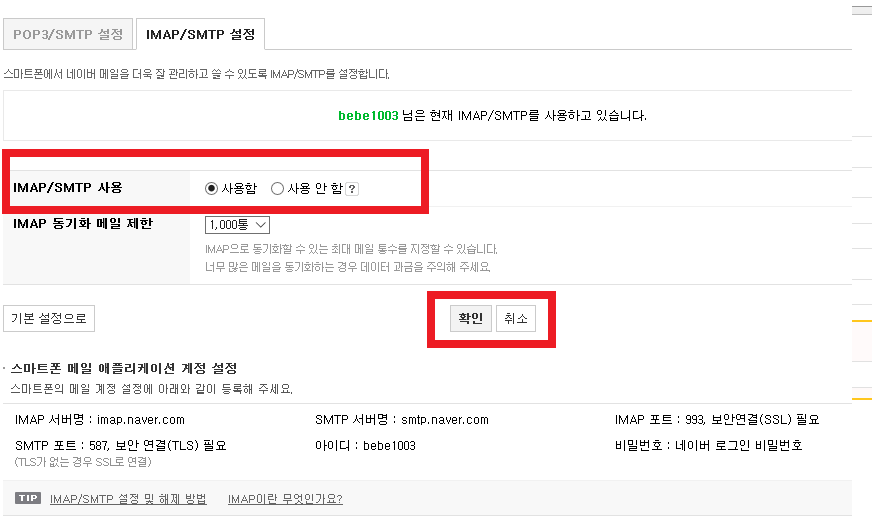 POP3/SMTP 설정 IMAP/SMTP 설정
스마트폰에서 네이버 메일을 더욱 잘 관리하고 쓸 수 있도록 IMAP/SMTP를 설정합니다.
bebe1003 님은 현재 IMAP/SMTP를 사용하고 있습니다.
IMAP/SMTP 사용 사용함 사용 안 함 ?
IMAP 동기화 메일 제한 1,000통
IMAP으로 동기화할 수 있는 최대 메일 통수를 지정할 수 있습니다.
너무 많은 메일을 동기화하는 경우 데이터 과금을 주의해 주세요.
기본 설정으로 확인 취소
· 스마트폰 메일 애플리케이션 계정 설정
스마트폰의 메일 계정 설정에 아래와 같이 등록해 주세요.
IMAP 서버명 : imap.naver.com SMTP 서버명 : smtp.naver.com IMAP 포트 : 993, 보안연결(SSL) 필요
SMTP 포트 : 587, 보안 연결(TLS) 필요 아이디 : bebe1003 비밀번호 : 네이버 로그인 비밀번호
(TLS가 없는 경우 SSL로 연결)
TIP IMAP/SMTP 설정 및 해제 방법 IMAP이란 무엇인가요?